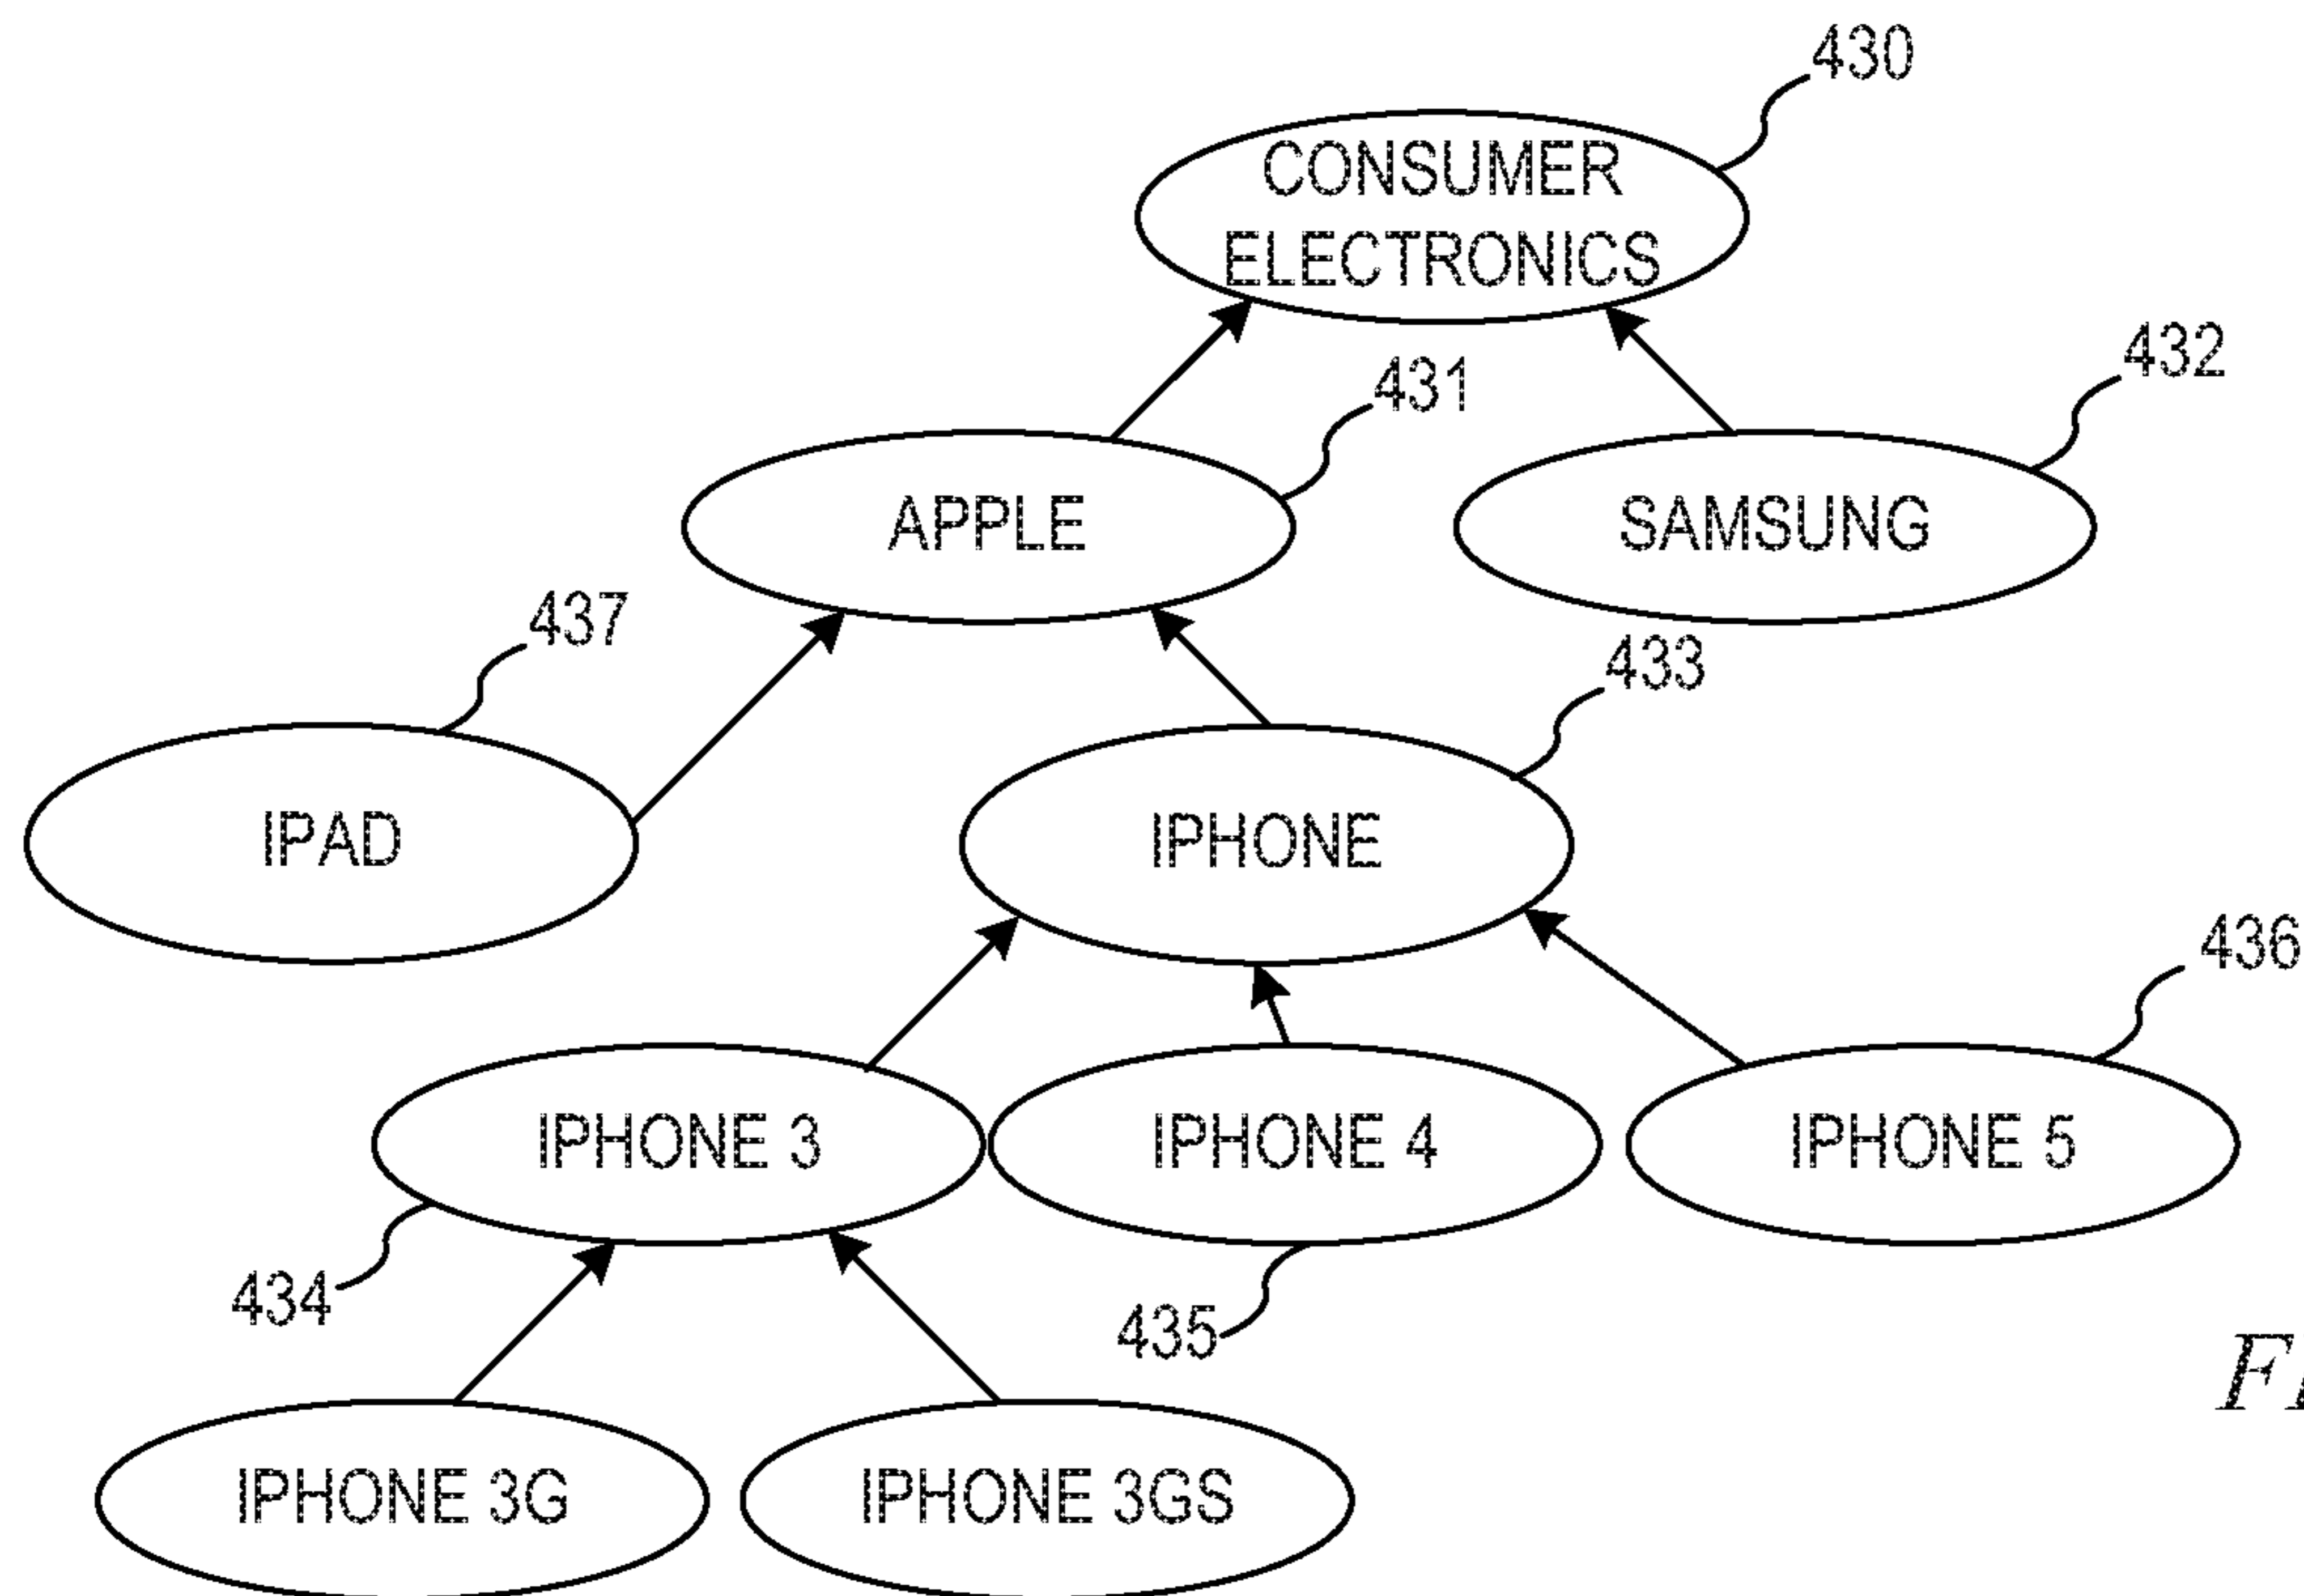 430
CONSUMER
ELECTRONICS
432
431
APPLE
SAMSUNG
437
433
IPAD
IPHONE
436
IPHONE 3
IPHONE 4
IPHONE 5
434
435
IPHONE 3G
IPHONE 3GS